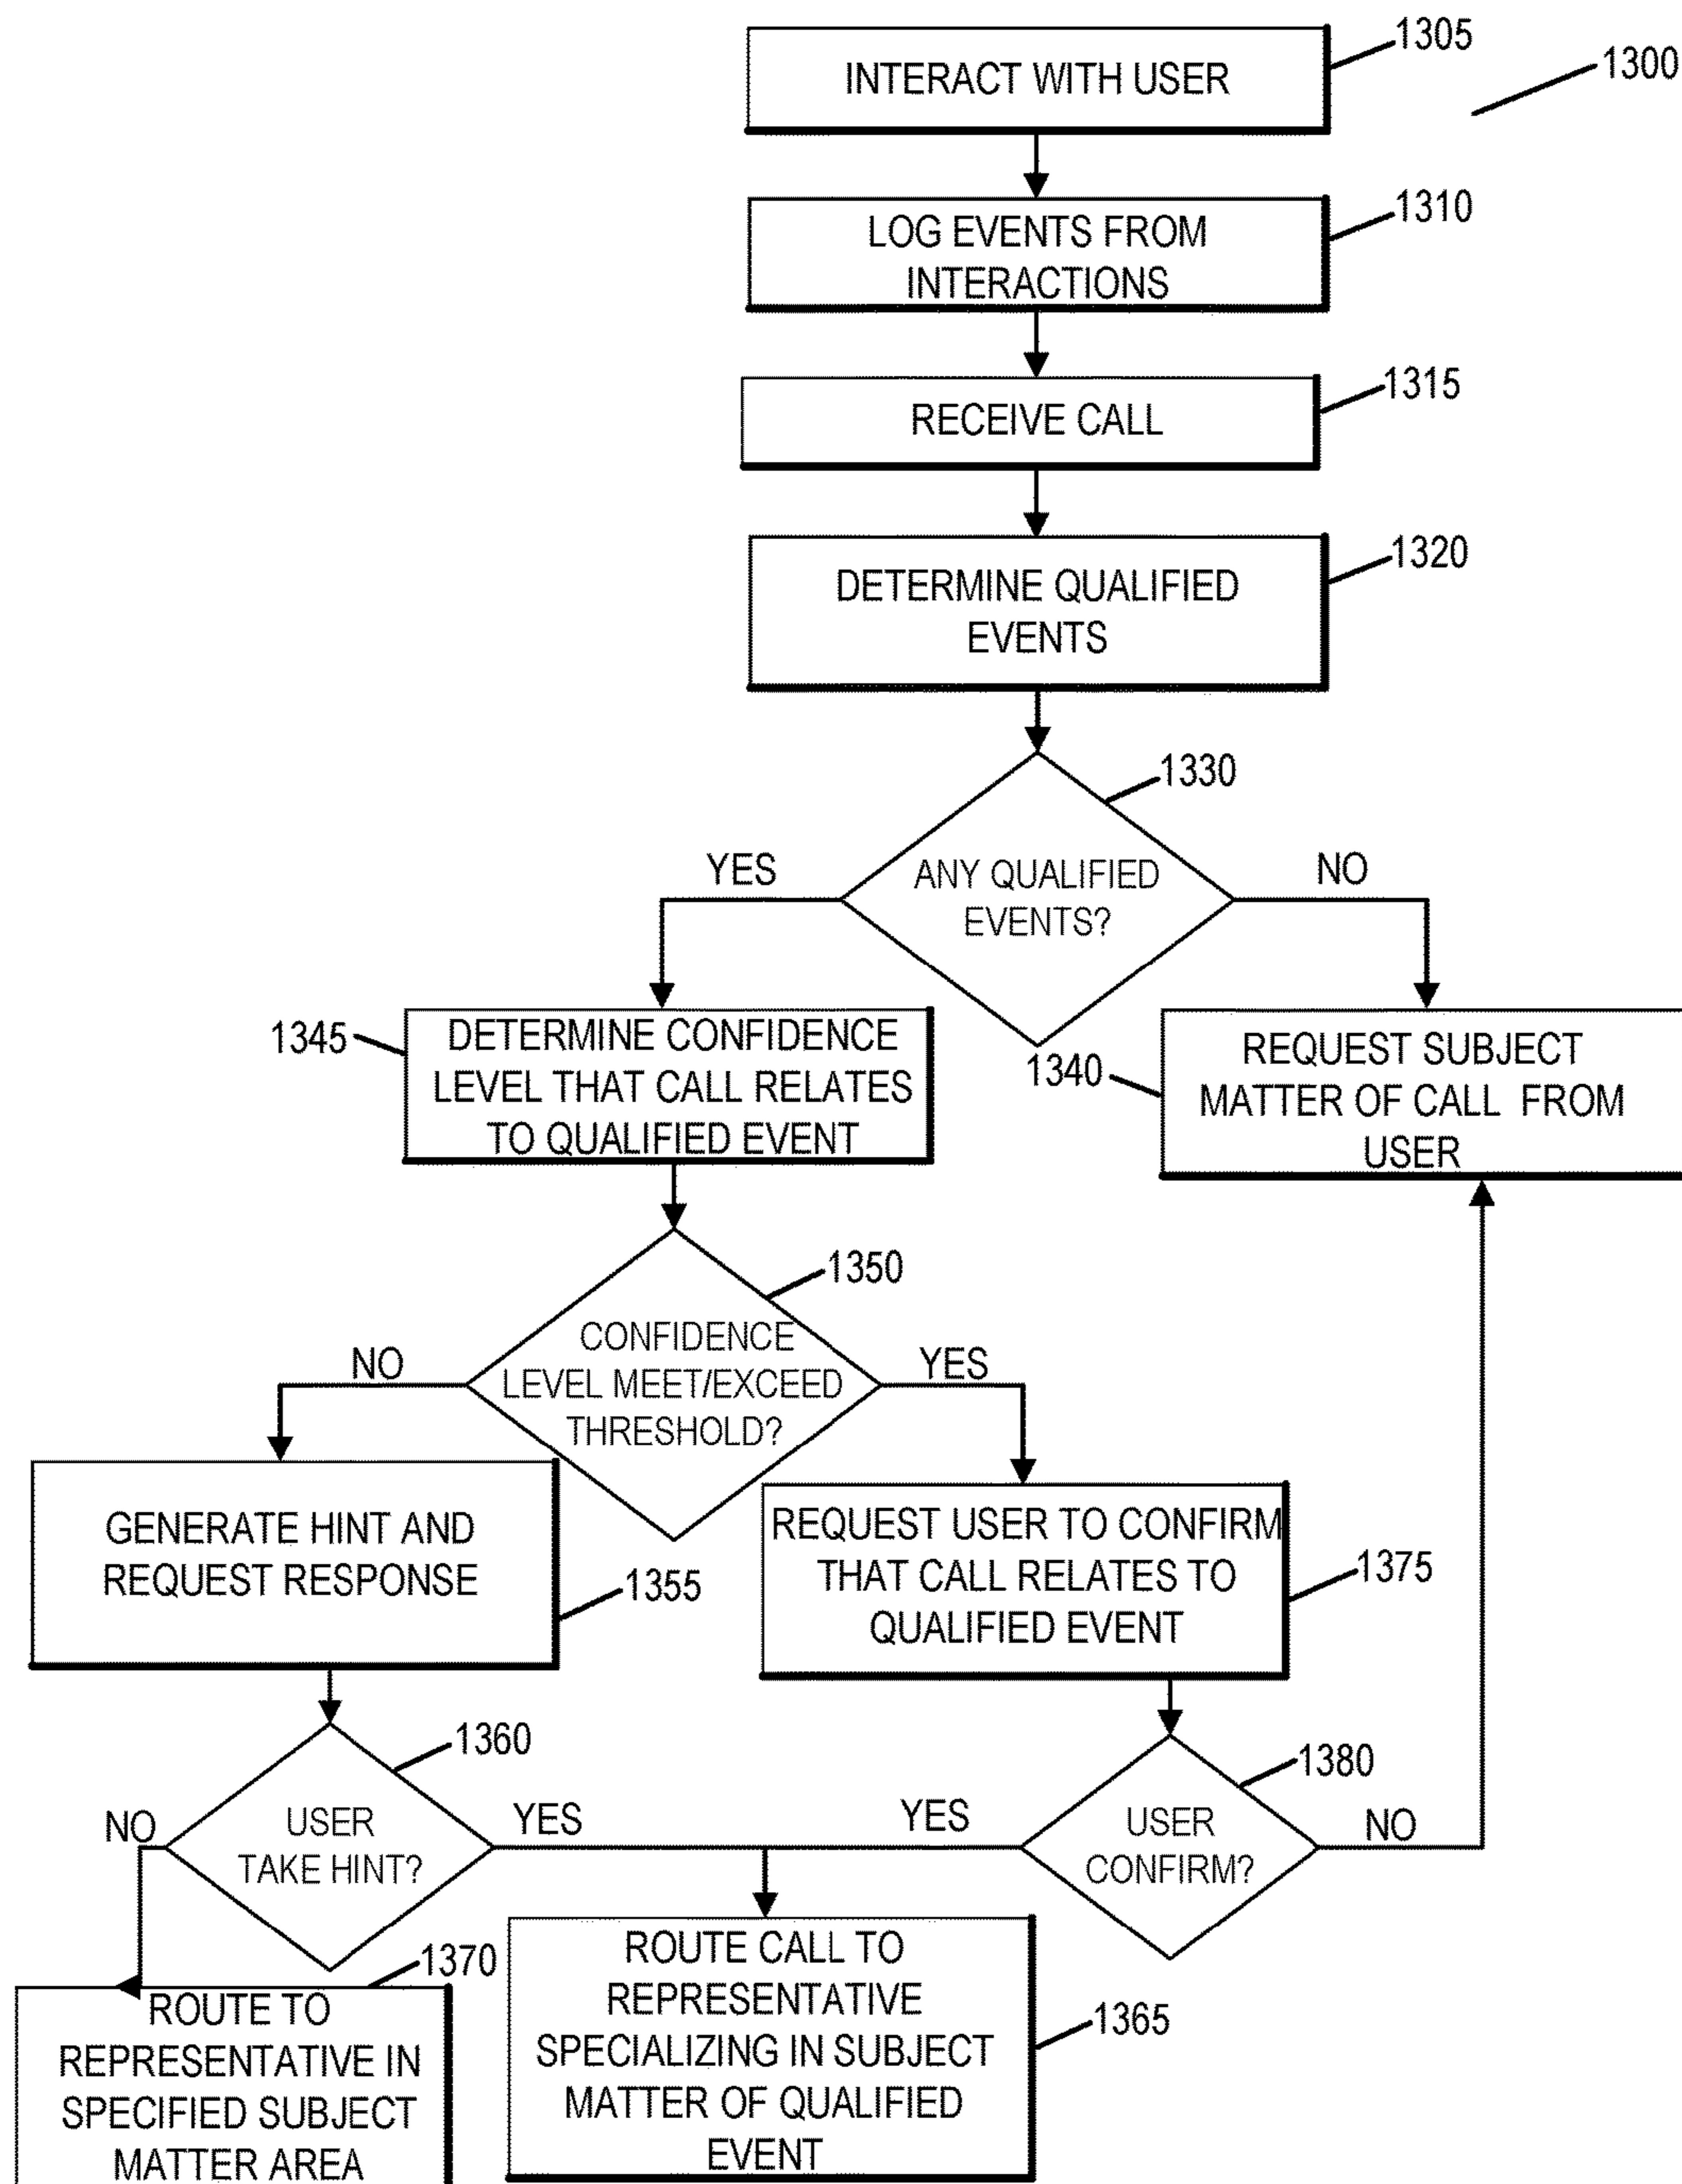 1305
1300
INTERACT WITH USER
1310
LOG EVENTS FROM
INTERACTIONS
1315
RECEIVE CALL
1320
DETERMINE QUALIFIED
EVENTS
1330
YES
ANY QUALIFIED
EVENTS?
NO
1345
DETERMINE CONFIDENCE
LEVEL THAT CALL RELATES
TO QUALIFIED EVENT
1340
REQUEST SUBJECT
MATTER OF CALL FROM
USER
1350
NO
CONFIDENCE
LEVEL MEET/EXCEED
THRESHOLD?
YES
GENERATE HINT AND
REQUEST RESPONSE
1355
REQUEST USER TO CONFIRM
THAT CALL RELATES TO
QUALIFIED EVENT
1375
1360
NO
USER
TAKE HINT?
YES
1380
YES
USER
CONFIRM?
NO
1370
ROUTE TO
REPRESENTATIVE IN
SPECIFIED SUBJECT
MATTER AREA
ROUTE CALL TO
REPRESENTATIVE
SPECIALIZING IN SUBJECT
MATTER OF QUALIFIED
EVENT
1365